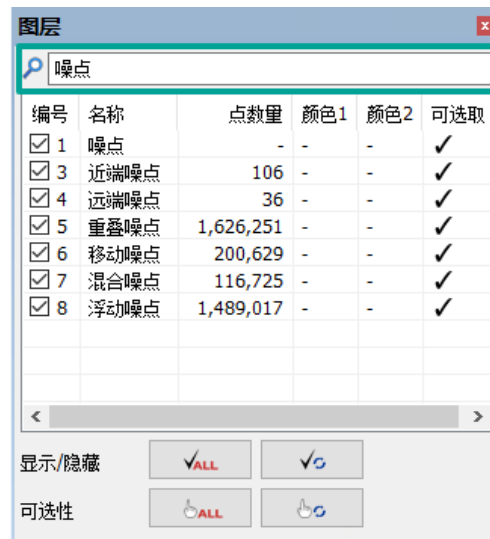 图层
噪点
编号 名称 点数量 颜色1 颜色2 可选取
1 噪点 - - -
3 近端噪点 106 - -
4 远端噪点 36 - -
5 重叠噪点 1,626,251 - -
6 移动噪点 200,629 - -
7 混合噪点 116,725 - -
8 浮动噪点 1,489,017 - -
显示/隐藏 ALL
可选性 ALL